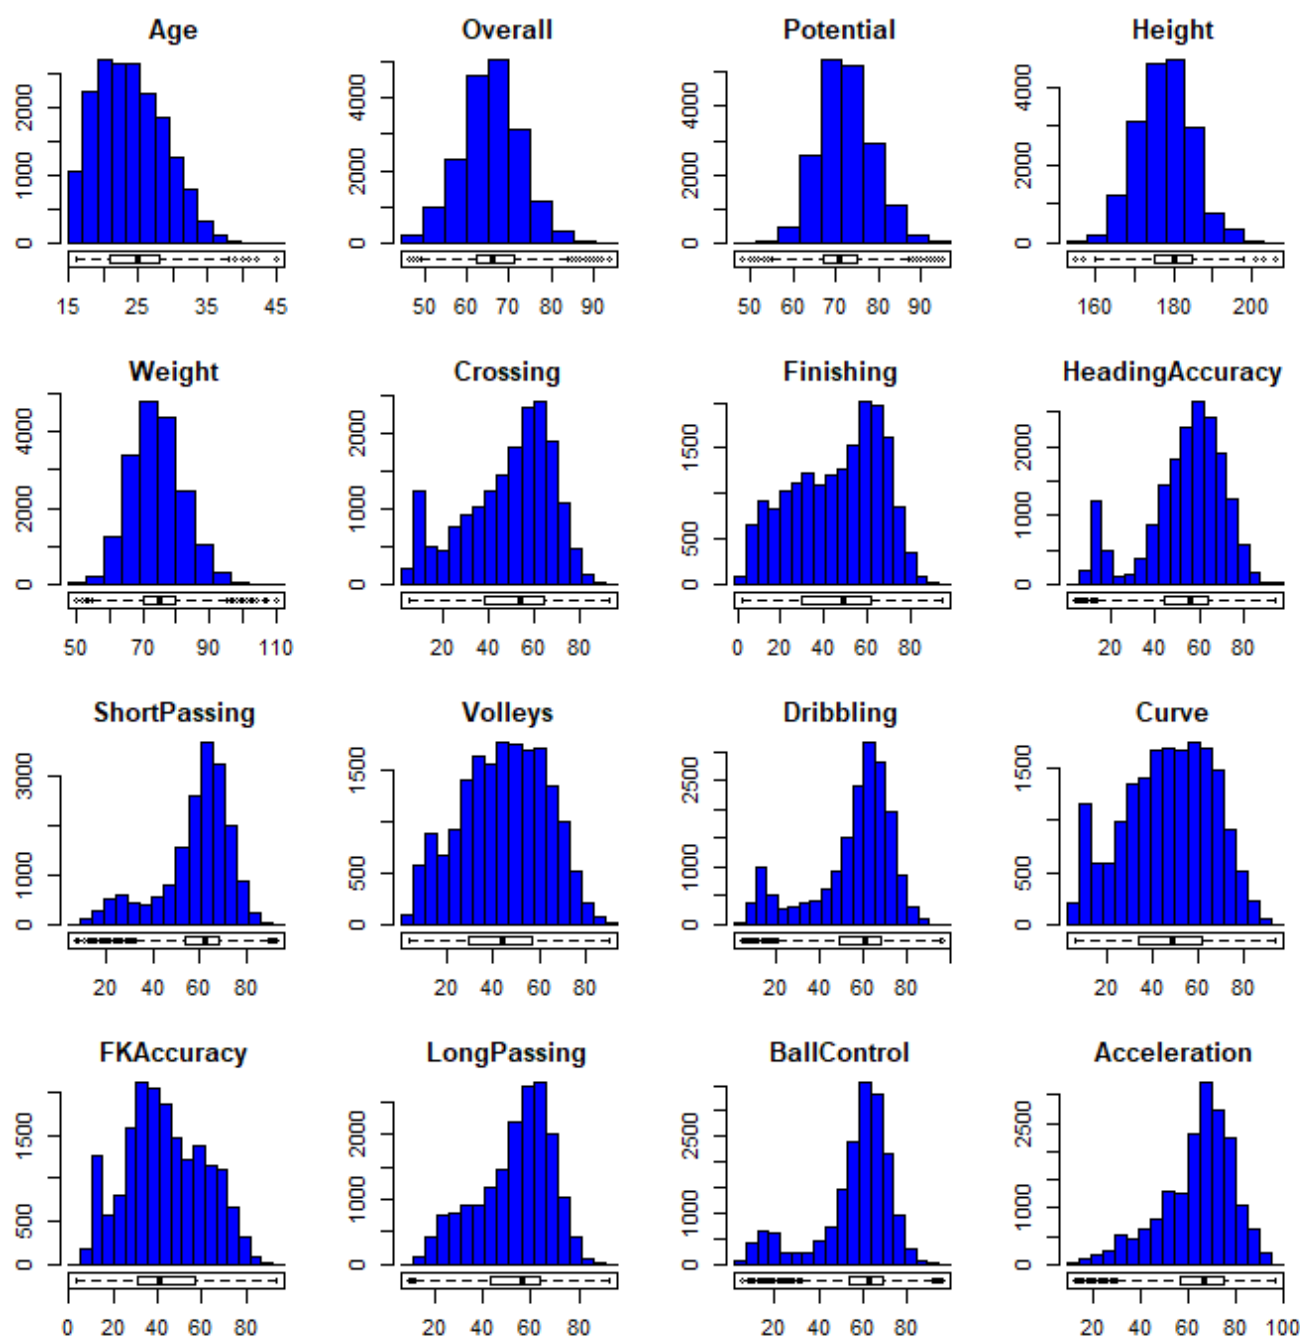 Age Overall Potential Height
0 1000 2000 0 2000 4000 0 2000 4000 0 2000 4000
15 25 35 45 50 60 70 80 90 50 60 70 80 90 160 180 200
Weight Crossing Finishing HeadingAccuracy
0 2000 4000 0 1000 2000 0 500 1500 0 1000 2000
50 70 90 110 20 40 60 80 0 20 40 60 80 20 40 60 80
ShortPassing Volleys Dribbling Curve
0 1000 3000 0 500 1500 0 1000 2500 0 500 1500
20 40 60 80 20 40 60 80 20 40 60 80 20 40 60 80
FKAccuracy LongPassing BallControl Acceleration
0 500 1500 0 1000 2000 0 1000 2500 0 1000 2500
0 20 40 60 80 20 40 60 80 20 40 60 80 20 40 60 80 100